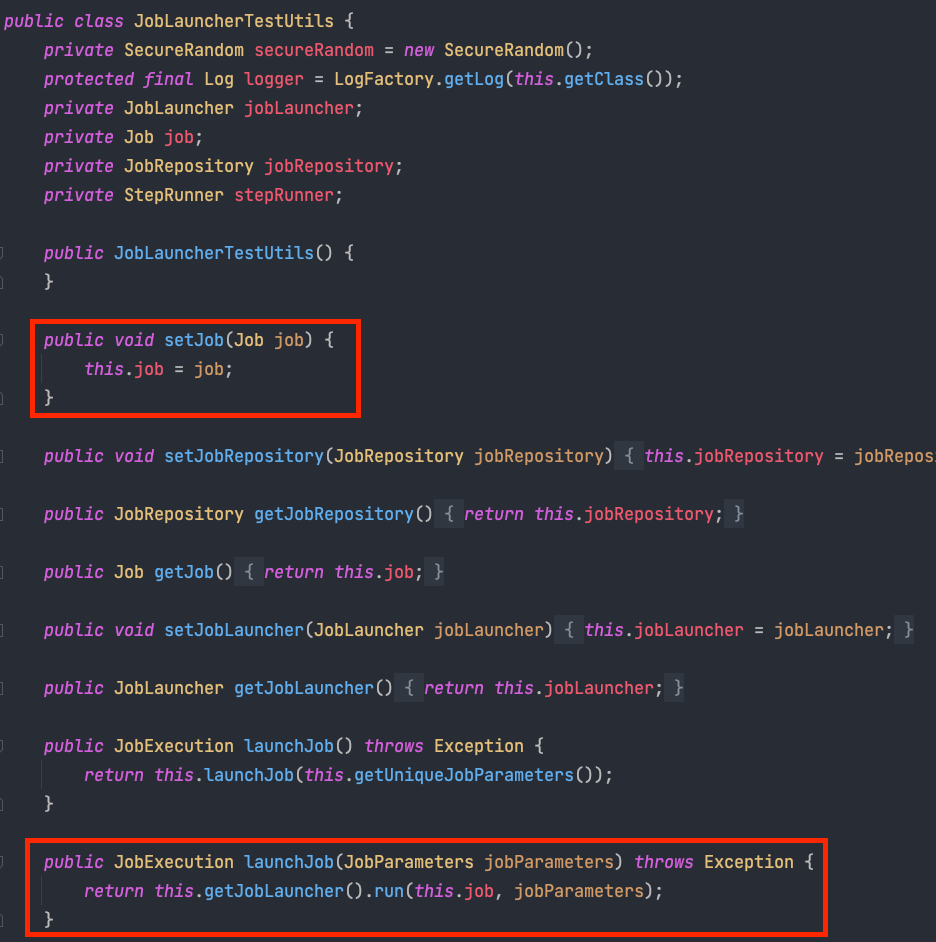 public class JobLauncherTestUtils {
    private SecureRandom secureRandom = new SecureRandom();
    protected final Log logger = LogFactory.getLog(this.getClass());
    private JobLauncher jobLauncher;
    private Job job;
    private JobRepository jobRepository;
    private StepRunner stepRunner;

    public JobLauncherTestUtils() {
    }

    public void setJob(Job job) {
        this.job = job;
    }

    public void setJobRepository(JobRepository jobRepository) { this.jobRepository = jobRepos

    public JobRepository getJobRepository() { return this.jobRepository; }

    public Job getJob() { return this.job; }

    public void setJobLauncher(JobLauncher jobLauncher) { this.jobLauncher = jobLauncher; }

    public JobLauncher getJobLauncher() { return this.jobLauncher; }

    public JobExecution launchJob() throws Exception {
        return this.launchJob(this.getUniqueJobParameters());
    }

    public JobExecution launchJob(JobParameters jobParameters) throws Exception {
        return this.getJobLauncher().run(this.job, jobParameters);
    }